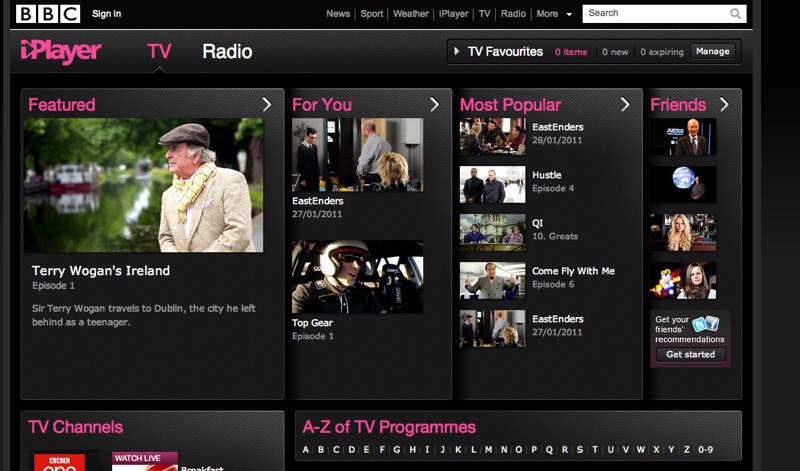 BBC Sign in News Sport Weather iPlayer TV Radio More Search
iPlayer TV Radio TV Favourites 0 items 0 new 0 expiring Manage
Featured
Terry Wogan's Ireland
Episode 1
Sir Terry Wogan travels to Dublin, the city he left
behind as a teenager.
For You
EastEnders
27/01/2011
Top Gear
Episode 1
Most Popular
EastEnders
28/01/2011
Hustle
Episode 4
QI
10. Greats
Come Fly With Me
Episode 6
EastEnders
27/01/2011
Friends
JUSTICE
Get your
friends'
recommendations
Get started
TV Channels
BBC
one
WATCH LIVE
Breakfast
A-Z of TV Programmes
A B C D E F G H I J K L M N O P Q R S T U V W X Y Z 0-9